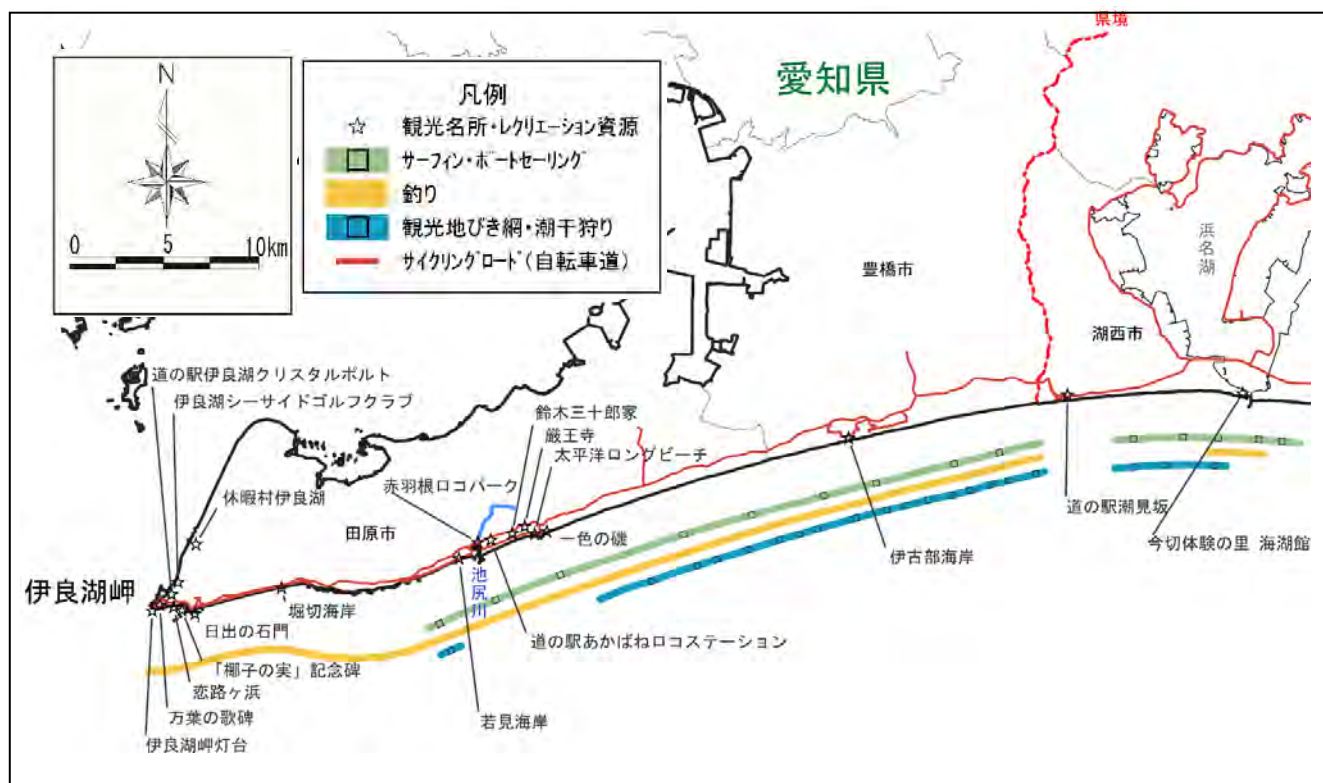 県境
愛知県
N
0 5 10km
凡例
観光名所・レクリエーション資源
サーフィン・ボートセーリング
釣り
観光地びき網・潮干狩り
サイクリングロード(自転車道)
浜名湖
豊橋市
湖西市
道の駅伊良湖クリスタルポルト
伊良湖シーサイドゴルフクラブ
鈴木三十郎家
厳王寺
太平洋ロングビーチ
赤羽根ロコパーク
休暇村伊良湖
田原市
一色の磯
道の駅潮見坂
今切体験の里 海湖館
伊古部海岸
伊良湖岬
池尻川
堀切海岸
日出の石門
道の駅あかばねロコステーション
「椰子の実」記念碑
恋路ヶ浜
万葉の歌碑
若見海岸
伊良湖岬灯台